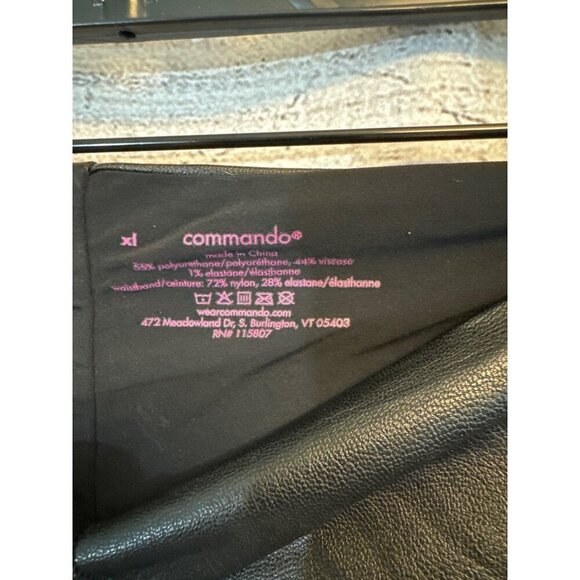 xl commando®
made in China
55% polyurethane/polyuréthane, 44% viscose
1% elastane/élasthanne
waistband/ceinture: 72% nylon, 28% elastane/élasthanne
wearcommando.com
472 Meadowland Dr, S. Burlington, VT 05403
RN# 115807